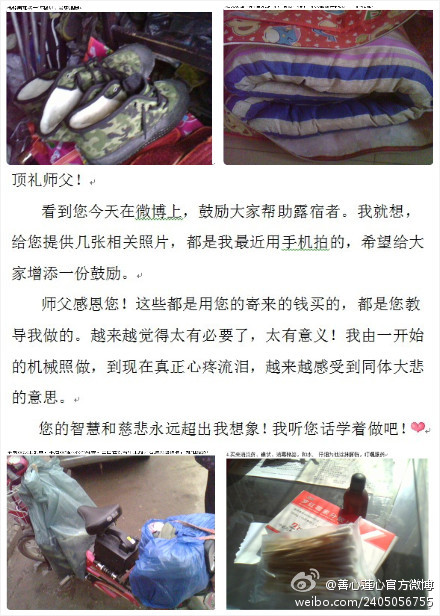 顶礼师父！
看到您今天在微博上，鼓励大家帮助露宿者。我就想，
给您提供几张相关照片，都是我最近用手机拍的，希望给大
家增添一份鼓励。
师父感恩您！这些都是用您的寄来的钱买的，都是您教
导我做的。越来越觉得太有必要了，太有意义！我由一开始
的机械照做，到现在真正心疼流泪，越来越感受到同体大悲
的意思。
您的智慧和慈悲永远超出我想象！我听您话学着做吧！
@善心莲心官方微博
weibo.com/2405056755